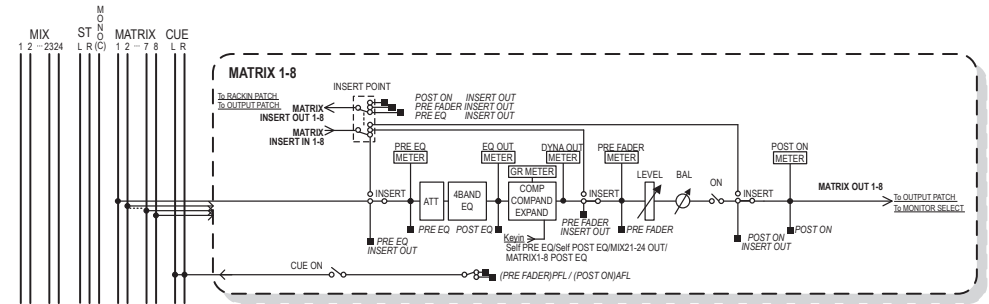 MIX
1 2 ··· 2324
ST
L R
MONO
(C)
MATRIX
1 2 ··· 7 8
CUE
L R
MATRIX 1-8
To RACKIN PATCH
To OUTPUT PATCH
MATRIX
INSERT OUT 1-8
MATRIX
INSERT IN 1-8
INSERT POINT
POST ON INSERT OUT
PRE FADER INSERT OUT
PRE EQ INSERT OUT
PRE EQ
METER
EQ OUT
METER
DYNA OUT
METER
GR METER
PRE FADER
METER
POST ON
METER
INSERT
ATT
4BAND
EQ
COMP
COMPAND
EXPAND
INSERT
LEVEL
BAL
ON
INSERT
MATRIX OUT 1-8
To OUTPUT PATCH
To MONITOR SELECT
PRE EQ
INSERT OUT
PRE EQ
POST EQ
Keyin
Self PRE EQ/Self POST EQ/MIX21-24 OUT/
MATRIX1-8 POST EQ
PRE FADER
INSERT OUT
PRE FADER
POST ON
INSERT OUT
POST ON
CUE ON
(PRE FADER)PFL / (POST ON)AFL